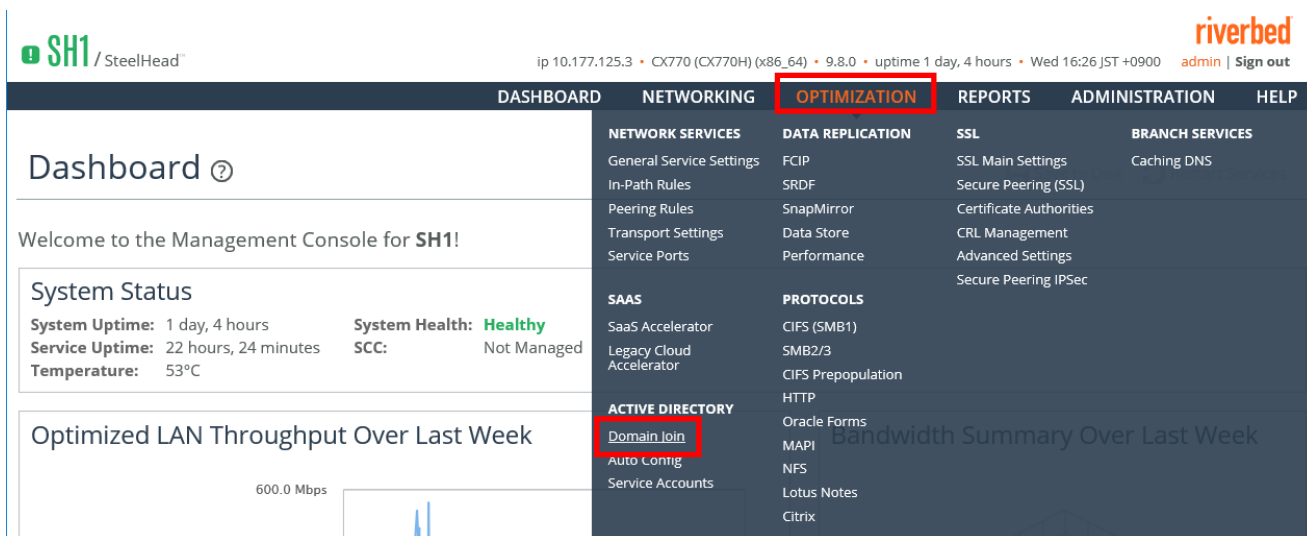 riverbed
SH1 / SteelHead™
ip 10.177.125.3 • CX770 (CX770H) (x86_64) • 9.8.0 • uptime 1 day, 4 hours • Wed 16:26 JST +0900 admin | Sign out
DASHBOARD NETWORKING OPTIMIZATION REPORTS ADMINISTRATION HELP
Dashboard
Welcome to the Management Console for SH1!
System Status
System Uptime: 1 day, 4 hours System Health: Healthy
Service Uptime: 22 hours, 24 minutes SCC: Not Managed
Temperature: 53°C
Optimized LAN Throughput Over Last Week
600.0 Mbps
NETWORK SERVICES
General Service Settings
In-Path Rules
Peering Rules
Transport Settings
Service Ports
SAAS
SaaS Accelerator
Legacy Cloud
Accelerator
ACTIVE DIRECTORY
Domain Join
Auto Config
Service Accounts
DATA REPLICATION
FCIP
SRDF
SnapMirror
Data Store
Performance
PROTOCOLS
CIFS (SMB1)
SMB2/3
CIFS Prepopulation
HTTP
Oracle Forms
MAPI
NFS
Lotus Notes
Citrix
SSL
SSL Main Settings
Secure Peering (SSL)
Certificate Authorities
CRL Management
Advanced Settings
Secure Peering IPSec
BRANCH SERVICES
Caching DNS
Bandwidth Summary Over Last Week